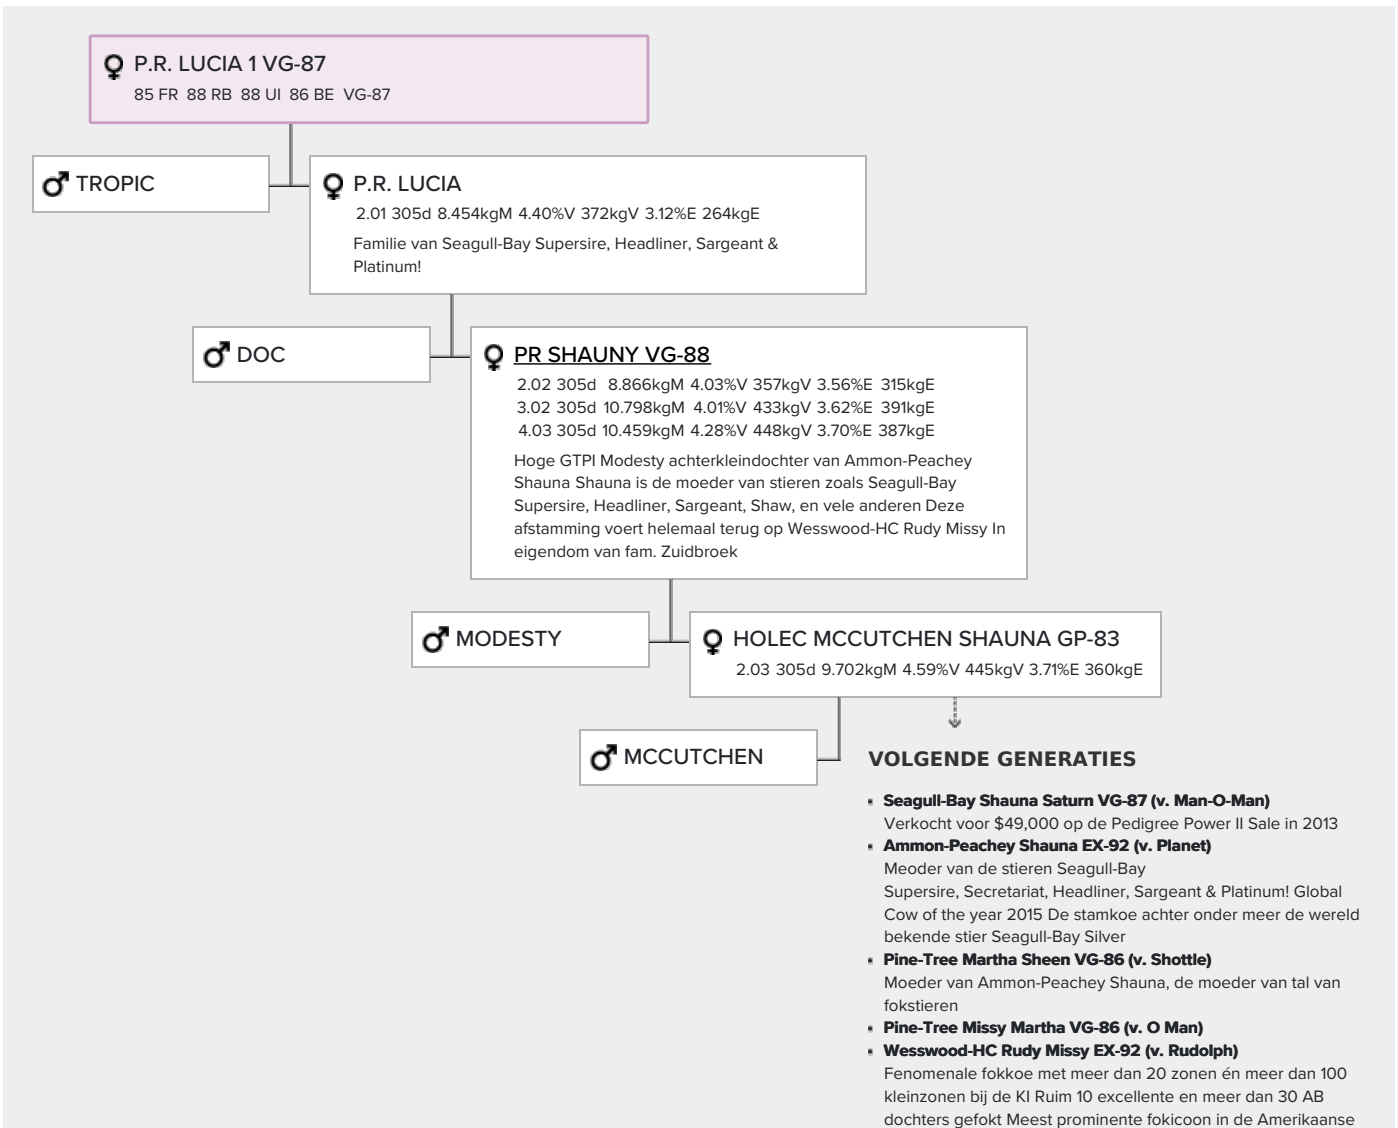 P.R. LUCIA 1 VG-87
85 FR 88 RB 88 UI 86 BE VG-87
TROPIC
P.R. LUCIA
2.01 305d 8.454kgM 4.40%V 372kgV 3.12%E 264kgE
Familie van Seagull-Bay Supersire, Headliner, Sargeant &
Platinum!
DOC
PR SHAUNY VG-88
2.02 305d 8.866kgM 4.03%V 357kgV 3.56%E 315kgE
3.02 305d 10.798kgM 4.01%V 433kgV 3.62%E 391kgE
4.03 305d 10.459kgM 4.28%V 448kgV 3.70%E 387kgE
Hoge GTPI Modesty achterkleindochter van Ammon-Peachey
Shauna Shauna is de moeder van stieren zoals Seagull-Bay
Supersire, Headliner, Sargeant, Shaw, en vele anderen Deze
afstamming voert helemaal terug op Wesswood-HC Rudy Missy In
eigendom van fam. Zuidbroek
MODESTY
HOLEC MCCUTCHEN SHAUNA GP-83
2.03 305d 9.702kgM 4.59%V 445kgV 3.71%E 360kgE
MCCUTCHEN
VOLGENDE GENERATIES
Seagull-Bay Shauna Saturn VG-87 (v. Man-O-Man)
Verkocht voor $49,000 op de Pedigree Power II Sale in 2013
Ammon-Peachey Shauna EX-92 (v. Planet)
Meoder van de stieren Seagull-Bay
Supersire, Secretariat, Headliner, Sargeant & Platinum! Global
Cow of the year 2015 De stamkoe achter onder meer de wereld
bekende stier Seagull-Bay Silver
Pine-Tree Martha Sheen VG-86 (v. Shottle)
Moeder van Ammon-Peachey Shauna, de moeder van tal van
fokstieren
Pine-Tree Missy Martha VG-86 (v. O Man)
Wesswood-HC Rudy Missy EX-92 (v. Rudolph)
Fenomenale fokkoe met meer dan 20 zonen én meer dan 100
kleinzonen bij de KI Ruim 10 excellente en meer dan 30 AB
dochters gefokt Meest prominente fokicoon in de Amerikaanse